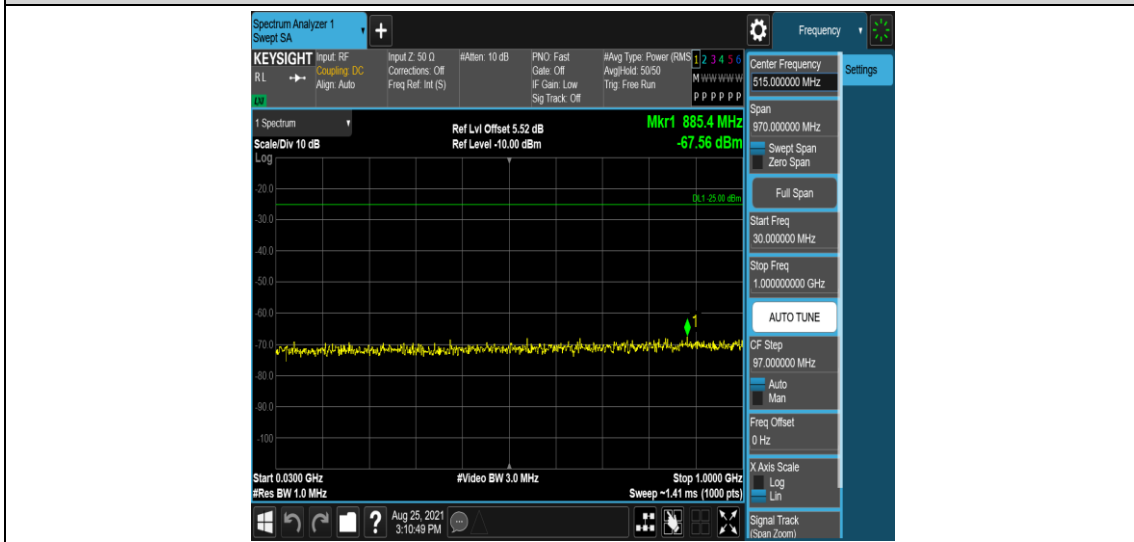 Spectrum Analyzer 1
Swept SA
+
Frequency
KEYSIGHT
RL
LXI
Input: RF
Coupling: DC
Align: Auto
Input Z: 50 Ω
Corrections: Off
Freq Ref: Int (S)
#Atten: 10 dB
PNO: Fast
Gate: Off
IF Gain: Low
Sig Track: Off
#Avg Type: Power (RMS
Avg|Hold: 50/50
Trig: Free Run
1 2 3 4 5 6
M W W W W W
P P P P P P
1 Spectrum
Scale/Div 10 dB
Log
Ref Lvl Offset 5.52 dB
Ref Level -10.00 dBm
Mkr1 885.4 MHz
-67.56 dBm
-20.0
DL1 -25.00 dBm
-30.0
-40.0
-50.0
-60.0
1
-70.0
-80.0
-90.0
-100
Start 0.0300 GHz
#Res BW 1.0 MHz
#Video BW 3.0 MHz
Stop 1.0000 GHz
Sweep ~1.41 ms (1000 pts)
?
Aug 25, 2021
3:10:49 PM
Center Frequency
515.000000 MHz
Settings
Span
970.000000 MHz
Swept Span
Zero Span
Full Span
Start Freq
30.000000 MHz
Stop Freq
1.000000000 GHz
AUTO TUNE
CF Step
97.000000 MHz
Auto
Man
Freq Offset
0 Hz
X Axis Scale
Log
Lin
Signal Track
(Span Zoom)